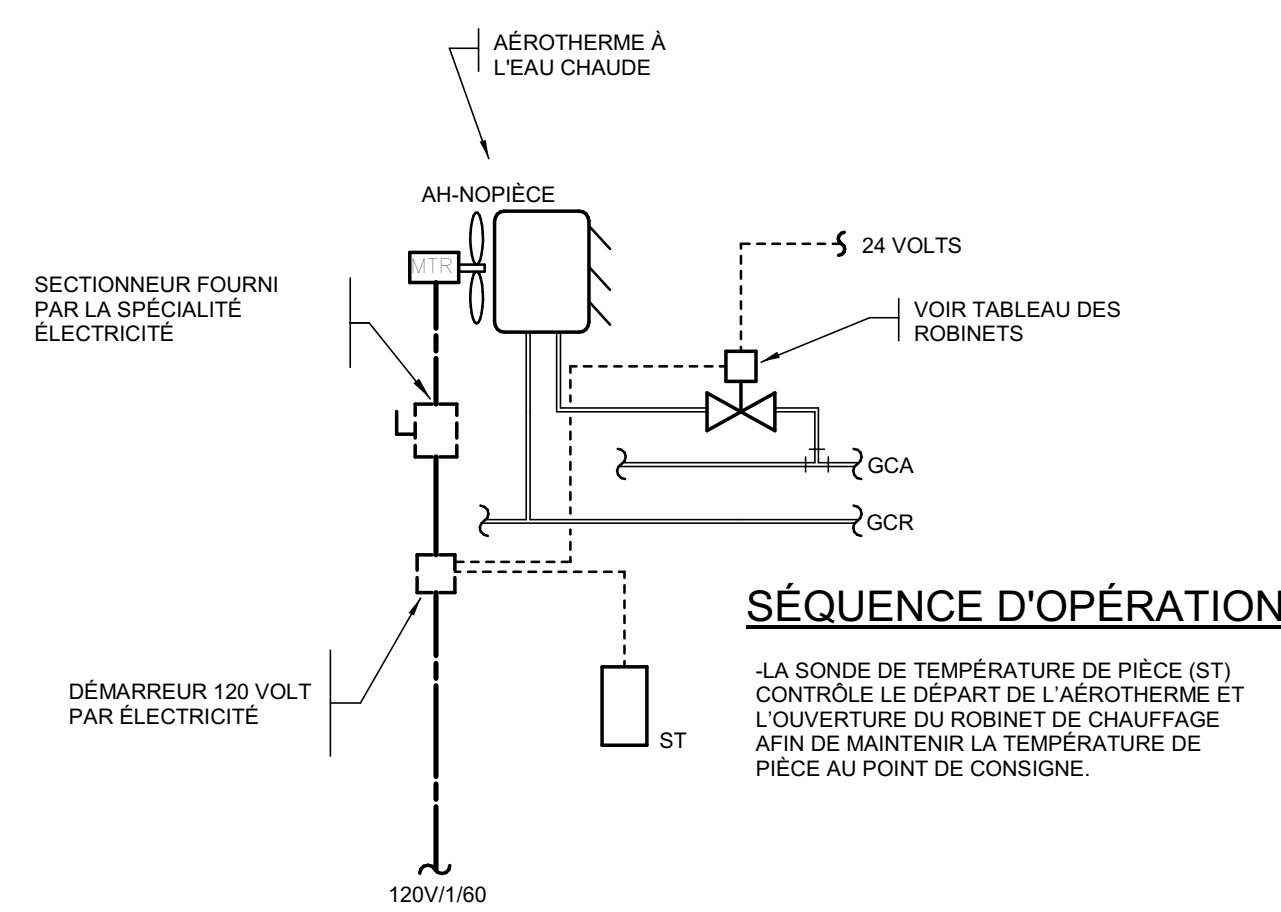 AÉROTHERME À
L'EAU CHAUDE
AH-NOPIÈCE
MTR
24 VOLTS
SECTIONNEUR FOURNI
PAR LA SPÉCIALITÉ
ÉLECTRICITÉ
VOIR TABLEAU DES
ROBINETS
GCA
GCR
SÉQUENCE D'OPÉRATION
-LA SONDE DE TEMPÉRATURE DE PIÈCE (ST)
CONTRÔLE LE DÉPART DE L'AÉROTHERME ET
L'OUVERTURE DU ROBINET DE CHAUFFAGE
AFIN DE MAINTENIR LA TEMPÉRATURE DE
PIÈCE AU POINT DE CONSIGNE.
DÉMARREUR 120 VOLT
PAR ÉLECTRICITÉ
ST
120V/1/60